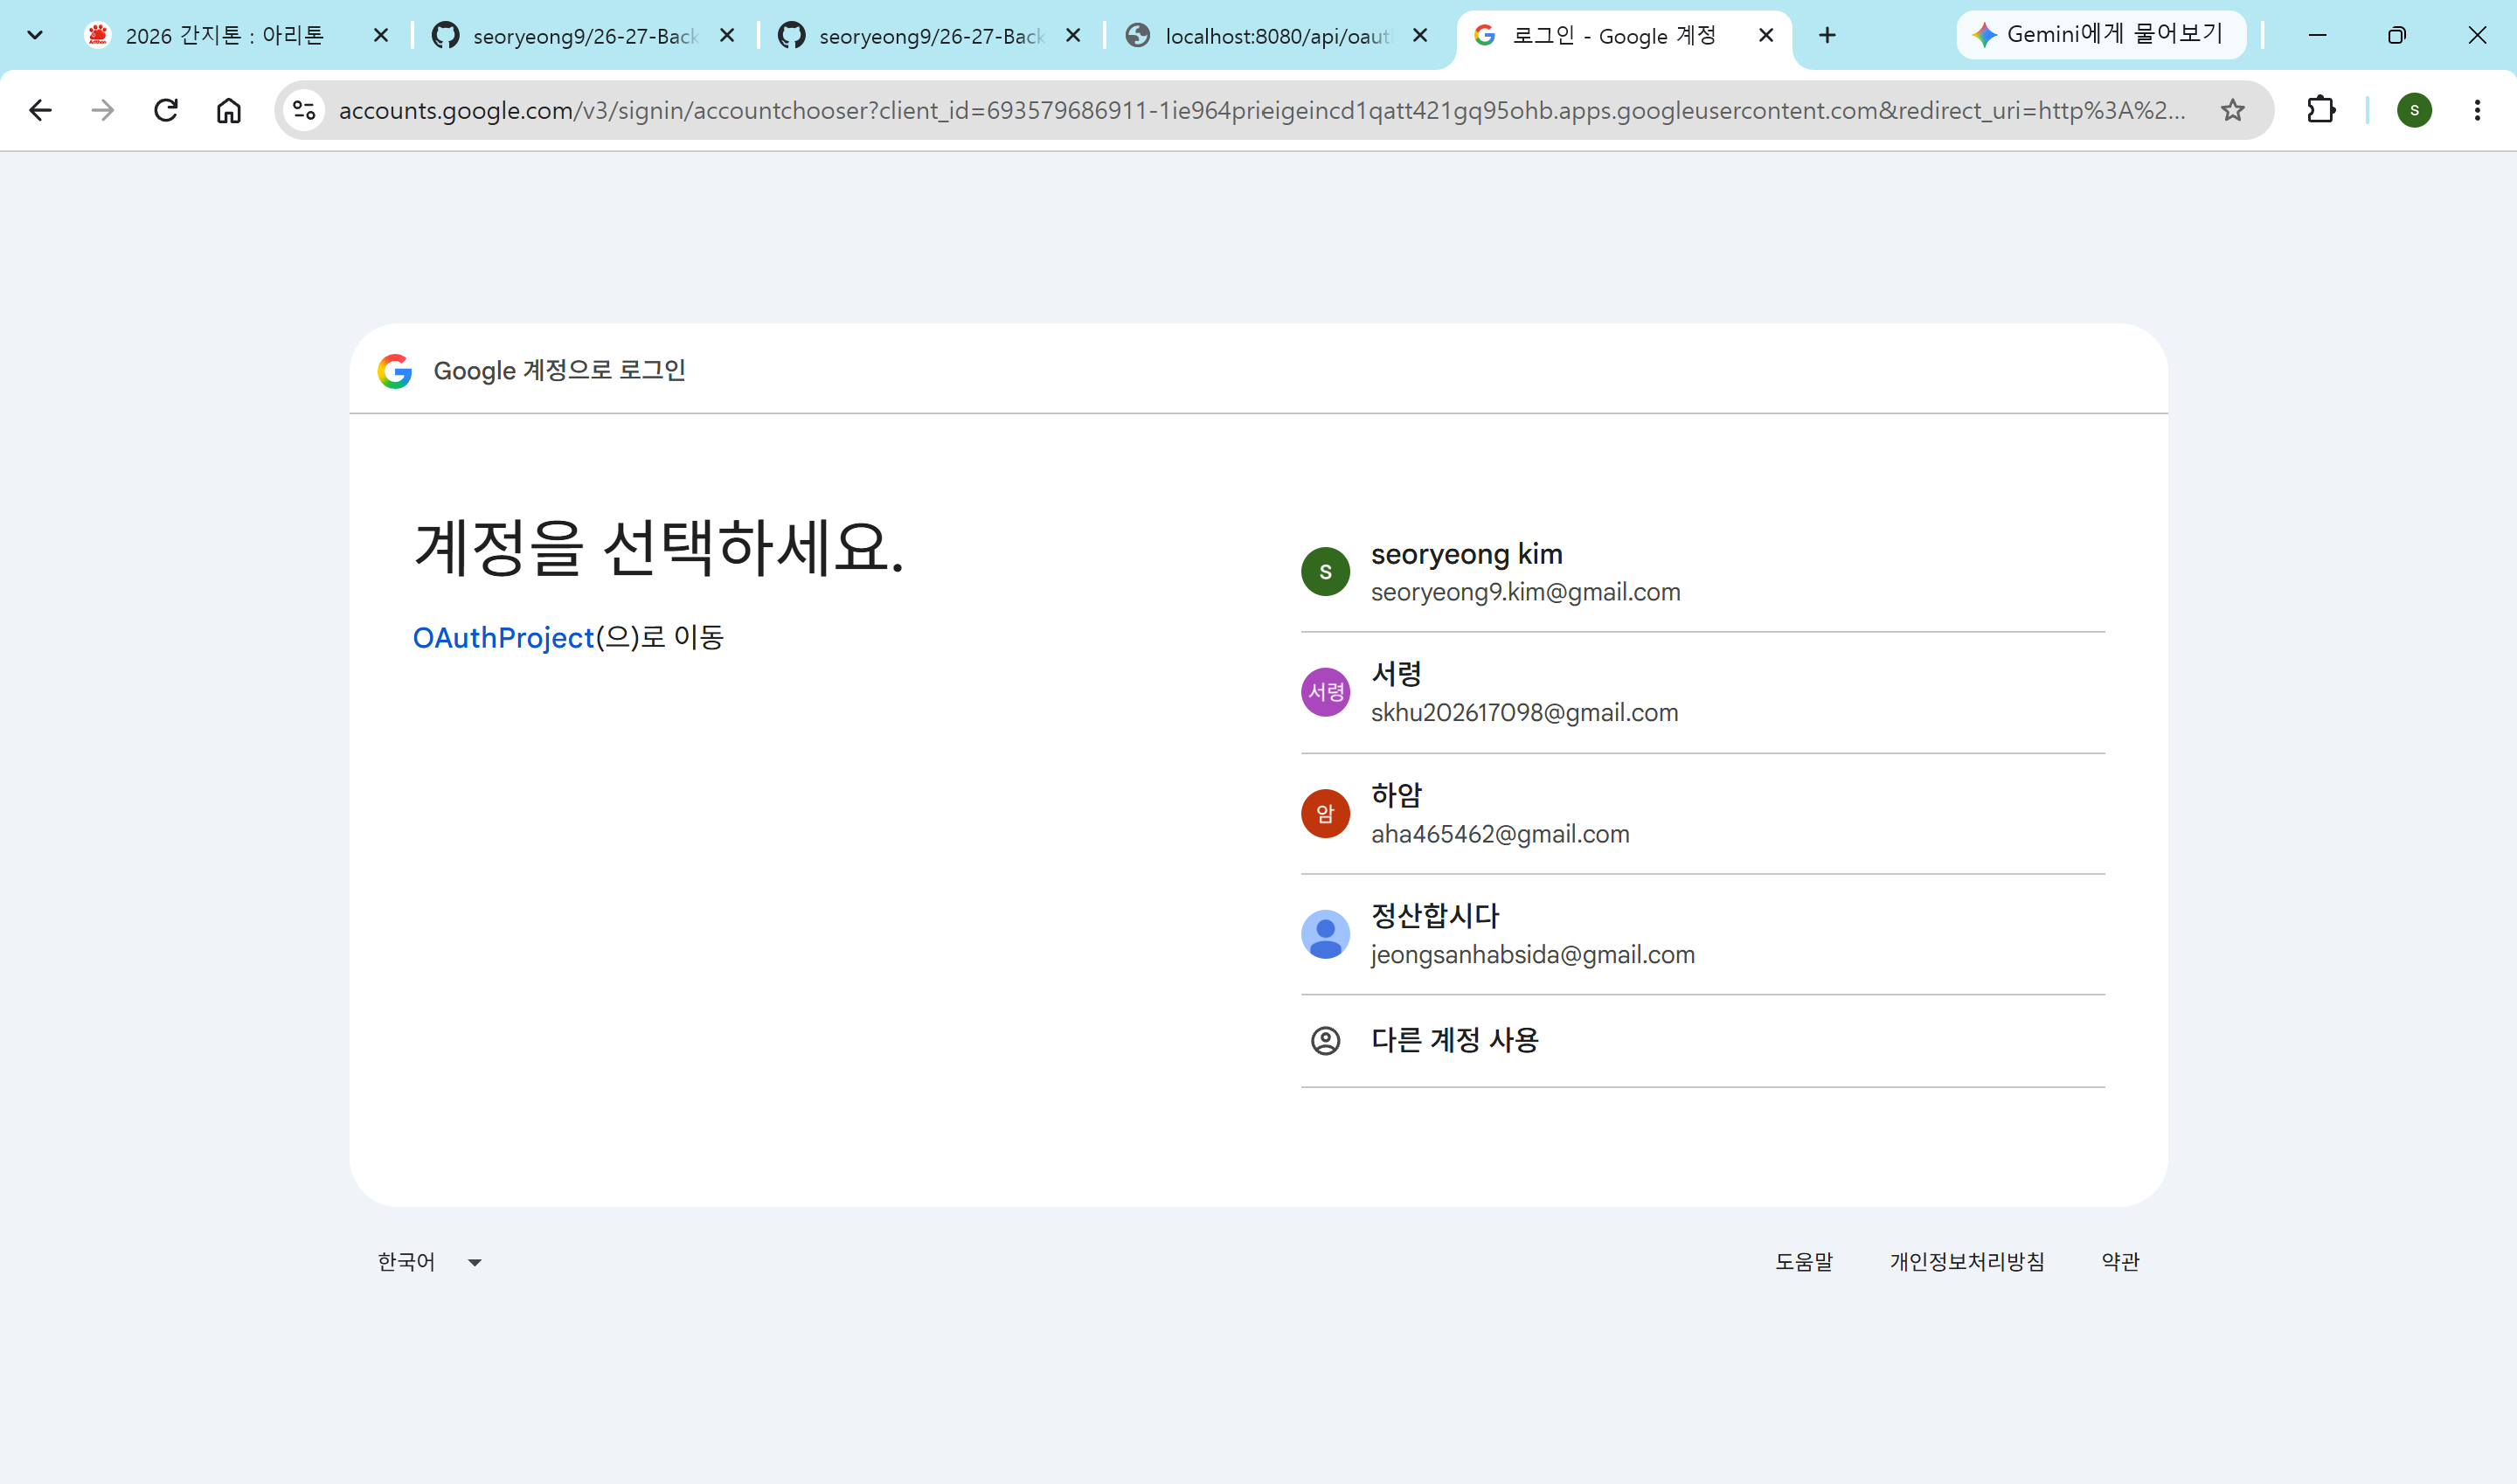 2026 간지톤 : 아리톤
seoryeong9/26-27-Back
seoryeong9/26-27-Back
localhost:8080/api/oaut
로그인 - Google 계정
Gemini에게 물어보기
accounts.google.com/v3/signin/accountchooser?client_id=693579686911-1ie964prieigeincd1qatt421gq95ohb.apps.googleusercontent.com&redirect_uri=http%3A%2...
S
Google 계정으로 로그인
계정을 선택하세요.
OAuthProject(으)로 이동
S
seoryeong kim
seoryeong9.kim@gmail.com
서령
서령
skhu202617098@gmail.com
암
하암
aha465462@gmail.com
정산합시다
jeongsanhabsida@gmail.com
다른 계정 사용
한국어
도움말
개인정보처리방침
약관